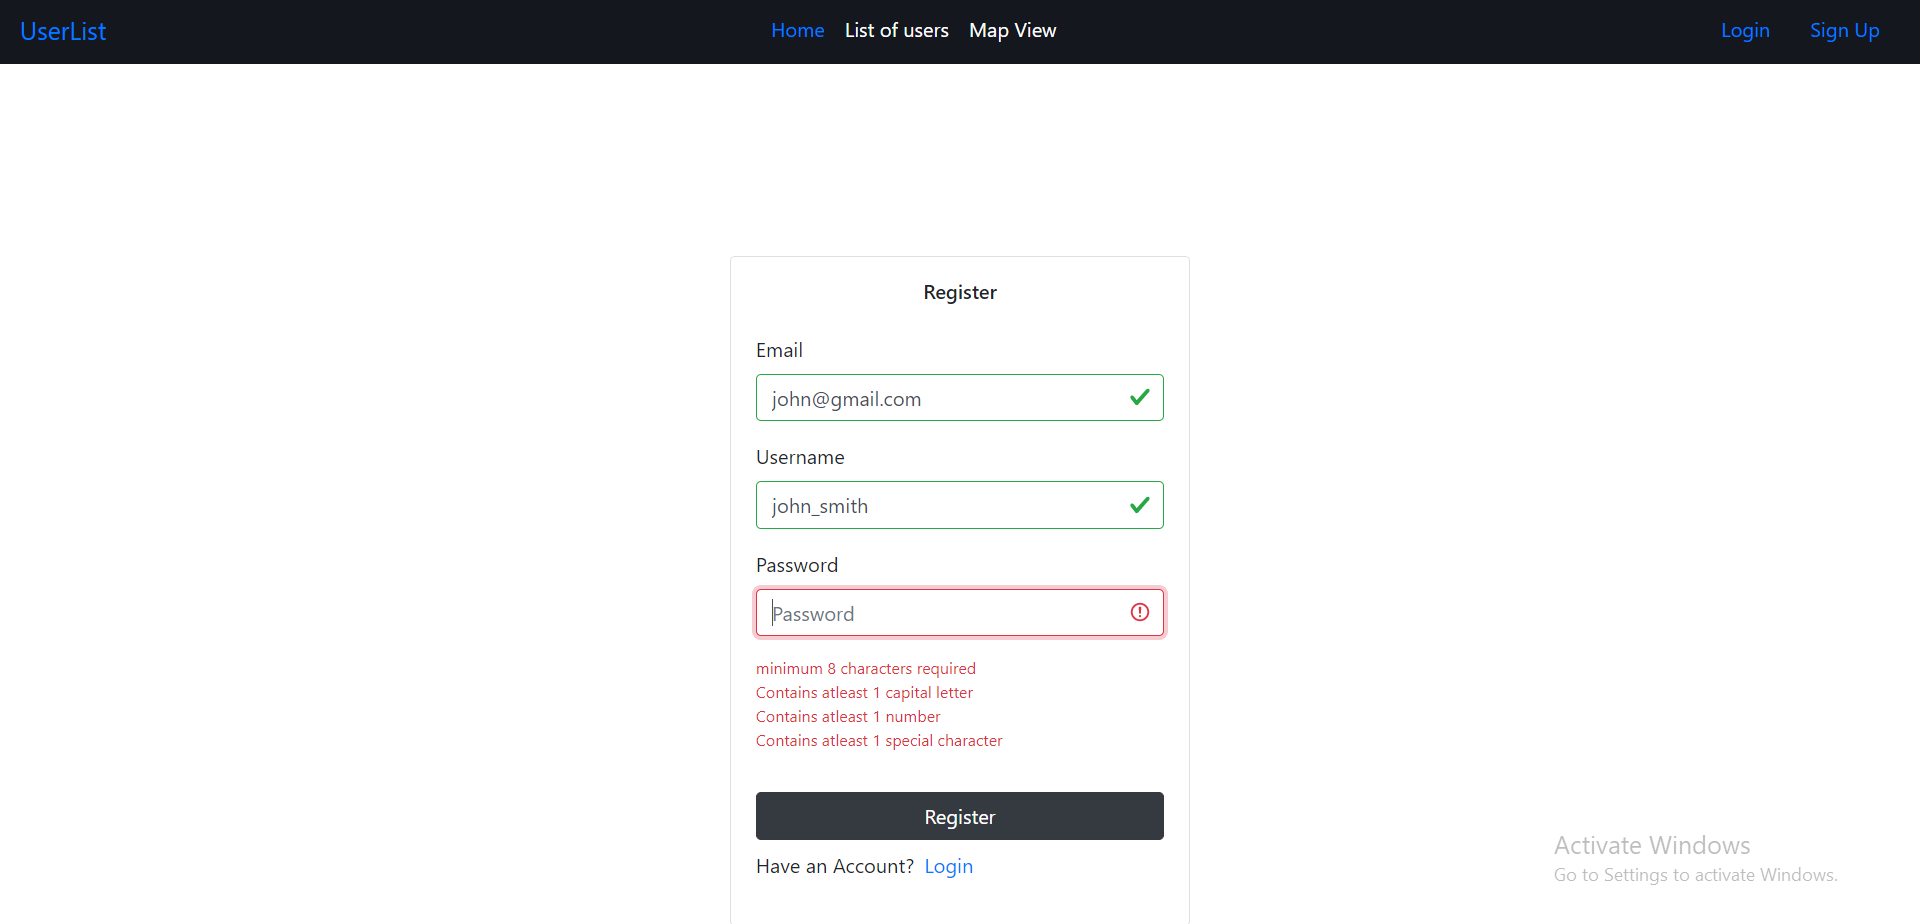 UserList Home List of users Map View Login Sign Up
Register
Email
john@gmail.com
Username
john_smith
Password
Password
minimum 8 characters required
Contains atleast 1 capital letter
Contains atleast 1 number
Contains atleast 1 special character
Register
Have an Account? Login
Activate Windows
Go to Settings to activate Windows.